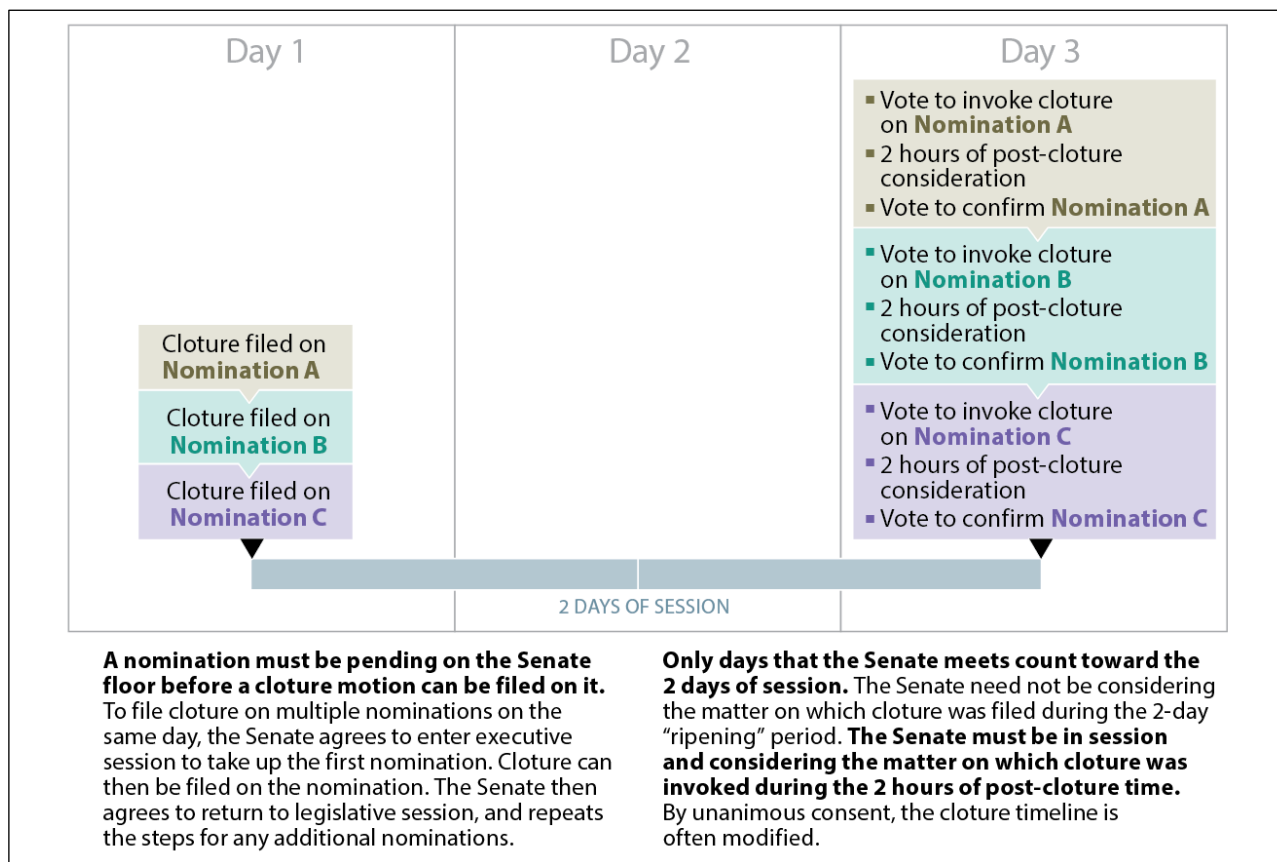 Day 1
Day 2
Day 3
Cloture filed on
Nomination A
Cloture filed on
Nomination B
Cloture filed on
Nomination C
▪ Vote to invoke cloture
on Nomination A
▪ 2 hours of post-cloture
consideration
▪ Vote to confirm Nomination A
▪ Vote to invoke cloture
on Nomination B
▪ 2 hours of post-cloture
consideration
▪ Vote to confirm Nomination B
▪ Vote to invoke cloture
on Nomination C
▪ 2 hours of post-cloture
consideration
▪ Vote to confirm Nomination C
2 DAYS OF SESSION
A nomination must be pending on the Senate
floor before a cloture motion can be filed on it.
To file cloture on multiple nominations on the
same day, the Senate agrees to enter executive
session to take up the first nomination. Cloture can
then be filed on the nomination. The Senate then
agrees to return to legislative session, and repeats
the steps for any additional nominations.
Only days that the Senate meets count toward the
2 days of session. The Senate need not be considering
the matter on which cloture was filed during the 2-day
“ripening” period. The Senate must be in session
and considering the matter on which cloture was
invoked during the 2 hours of post-cloture time.
By unanimous consent, the cloture timeline is
often modified.